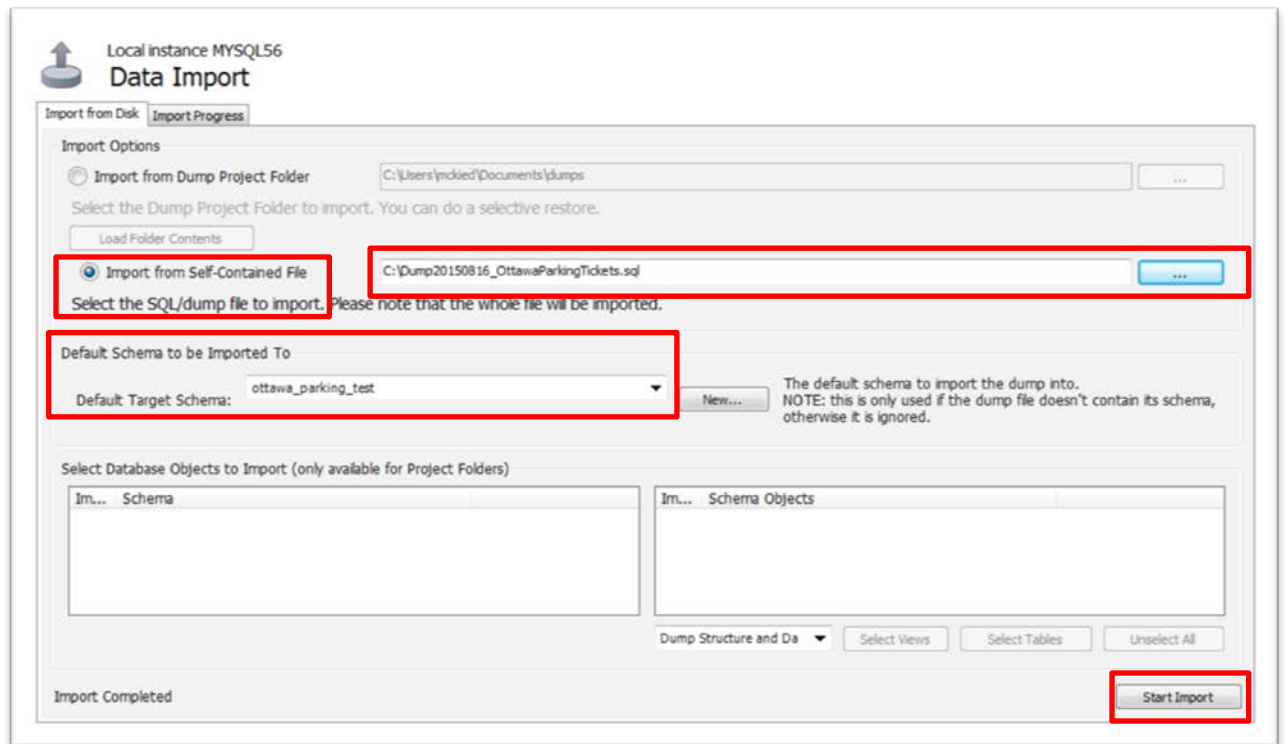 Local instance MYSQL56
Data Import
Import from Disk Import Progress
Import Options
Import from Dump Project Folder C:\Users\mckied\Documents\dumps ...
Select the Dump Project Folder to import. You can do a selective restore.
Load Folder Contents
Import from Self-Contained File C:\Dump20150816_OttawaParkingTickets.sql ...
Select the SQL/dump file to import. Please note that the whole file will be imported.
Default Schema to be Imported To
Default Target Schema: ottawa_parking_test New... The default schema to import the dump into.
NOTE: this is only used if the dump file doesn't contain its schema,
otherwise it is ignored.
Select Database Objects to Import (only available for Project Folders)
Im... Schema Im... Schema Objects
Dump Structure and Da Select Views Select Tables Unselect All
Import Completed Start Import